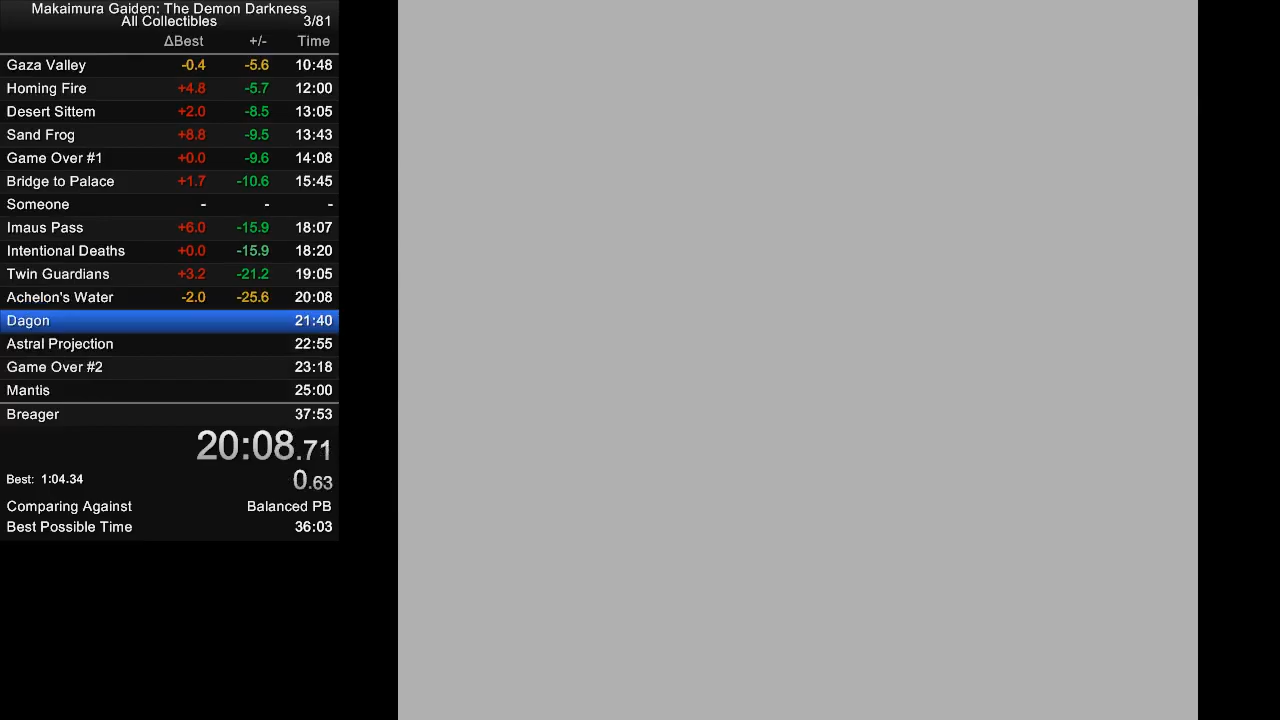 Makaimura Gaiden: The Demon Darkness
All Collectibles 3/81
ΔBest +/- Time
Gaza Valley -0.4 -5.6 10:48
Homing Fire +4.8 -5.7 12:00
Desert Sittem +2.0 -8.5 13:05
Sand Frog +8.8 -9.5 13:43
Game Over #1 +0.0 -9.6 14:08
Bridge to Palace +1.7 -10.6 15:45
Someone - - -
Imaus Pass +6.0 -15.9 18:07
Intentional Deaths +0.0 -15.9 18:20
Twin Guardians +3.2 -21.2 19:05
Achelon's Water -2.0 -25.6 20:08
Dagon 21:40
Astral Projection 22:55
Game Over #2 23:18
Mantis 25:00
Breager 37:53
20:08.71
Best: 1:04.34 0.63
Comparing Against Balanced PB
Best Possible Time 36:03